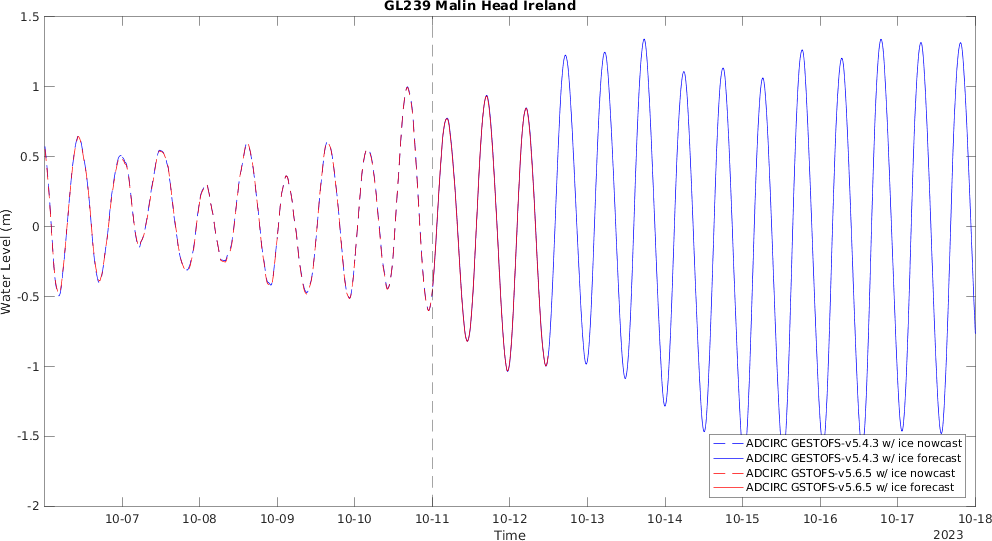 GL239 Malin Head Ireland
1.5
1
0.5
0
-0.5
-1
-1.5
-2
Water Level (m)
ADCIRC GESTOFS-v5.4.3 w/ ice nowcast
ADCIRC GESTOFS-v5.4.3 w/ ice forecast
ADCIRC GSTOFS-v5.6.5 w/ ice nowcast
ADCIRC GSTOFS-v5.6.5 w/ ice forecast
10-07 10-08 10-09 10-10 10-11 10-12 10-13 10-14 10-15 10-16 10-17 10-18
Time
2023